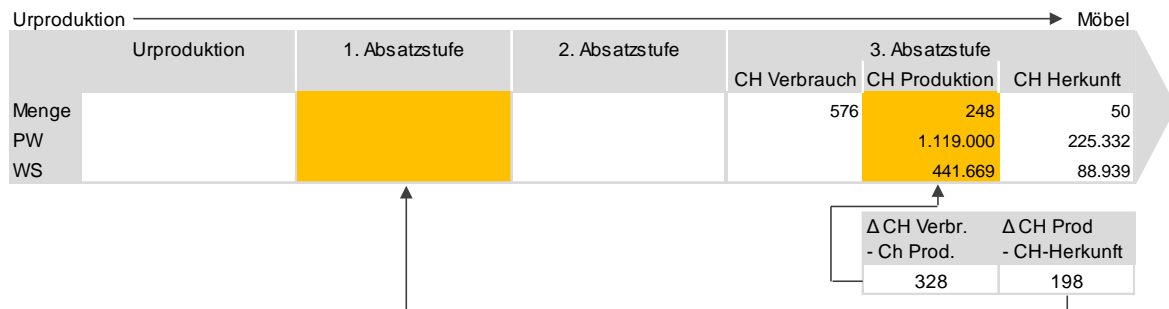 Urproduktion Möbel
Urproduktion 1. Absatzstufe 2. Absatzstufe 3. Absatzstufe
CH Verbrauch CH Produktion CH Herkunft
Menge 576 248 50
PW 1.119.000 225.332
WS 441.669 88.939
Δ CH Verbr. Δ CH Prod
- Ch Prod. - CH-Herkunft
328 198